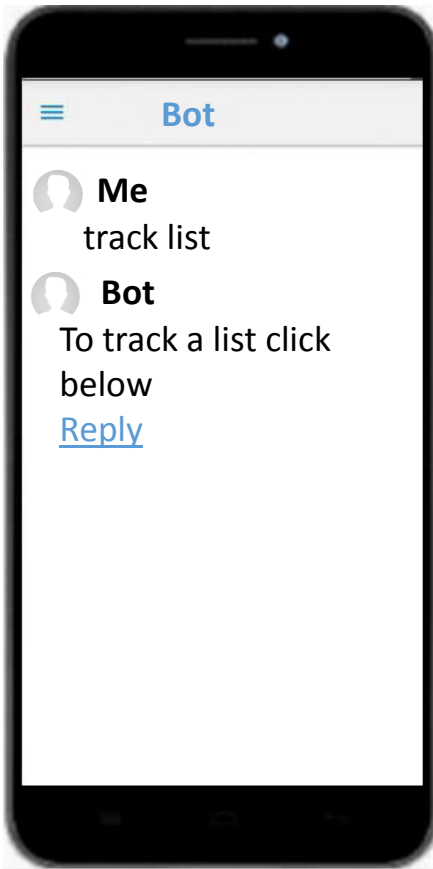 Bot
Me
track list
Bot
To track a list click
below
Reply